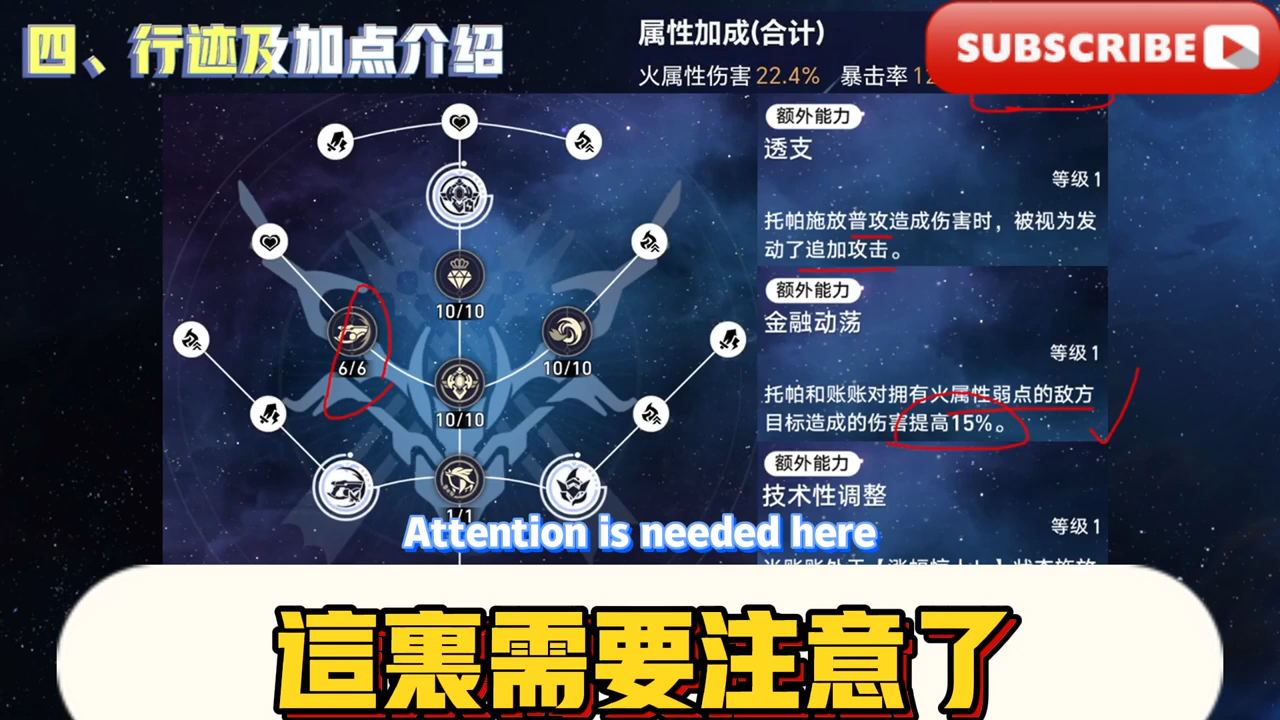 四、行迹及加点介绍
属性加成(合计)
火属性伤害 22.4% 暴击率 12
SUBSCRIBE
额外能力
透支
等级 1
托帕施放普攻造成伤害时，被视为发
动了追加攻击。
额外能力
金融动荡
等级 1
托帕和账账对拥有火属性弱点的敌方
目标造成的伤害提高15%。
额外能力
技术性调整
等级 1
10/10
6/6
10/10
10/10
1/1
Attention is needed here
這裏需要注意了